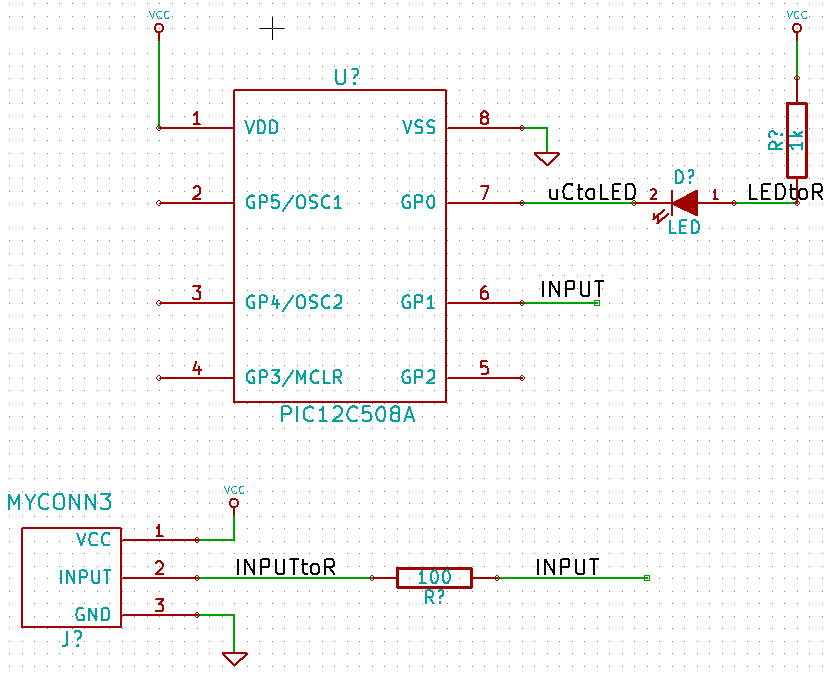 VCC
VCC
U?
1 VDD VSS 8
R? 1k
2 GP5/OSC1 GP0 7
uCtoLED 2 D? 1 LEDtoR
LED
3 GP4/OSC2 GP1 6 INPUT
4 GP3/MCLR GP2 5
PIC12C508A
MYCONN3
VCC
VCC 1
INPUT 2 INPUTtoR 100 INPUT
R?
GND 3
J?